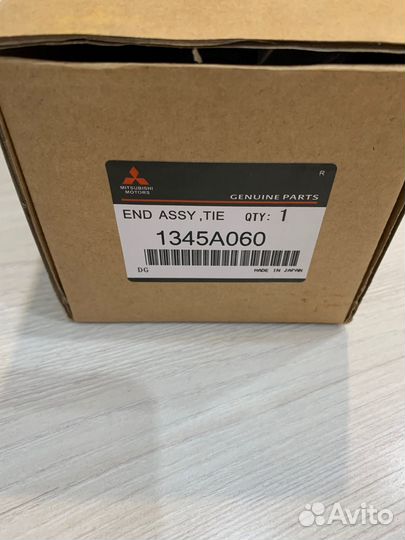 R
MITSUBISHI
MOTORS
GENUINE PARTS
END ASSY,TIE QTY: 1
1345A060
DG MADE IN JAPAN
Avito